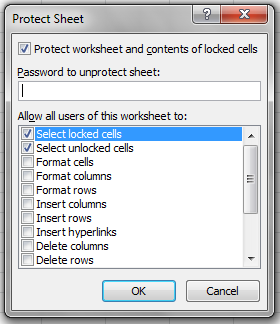 Protect Sheet
Protect worksheet and contents of locked cells
Password to unprotect sheet:
Allow all users of this worksheet to:
Select locked cells
Select unlocked cells
Format cells
Format columns
Format rows
Insert columns
Insert rows
Insert hyperlinks
Delete columns
Delete rows
OK Cancel